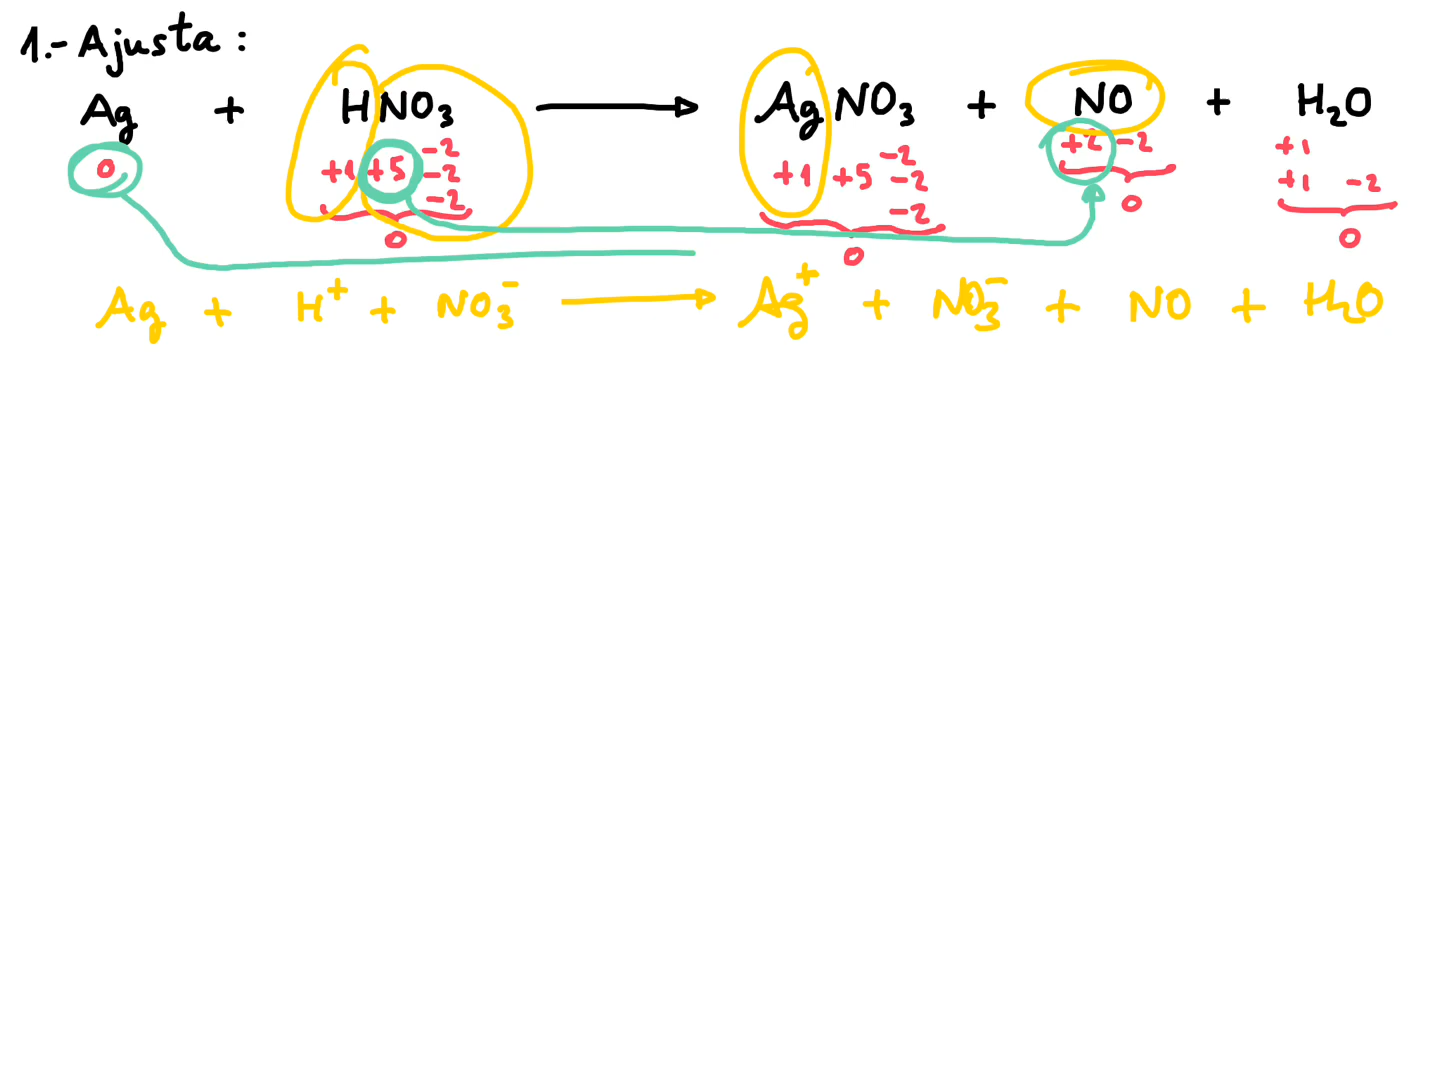 1.- Ajusta :
Ag + HNO₃ → AgNO₃ + NO + H₂O
-2 -2 +2 -2 +1
0 +1 +5 -2 +1 +5 -2 +1 -2
-2 -2 0
0 0 0
Ag + H⁺ + NO₃⁻ → Ag⁺ + NO₃⁻ + NO + H₂O